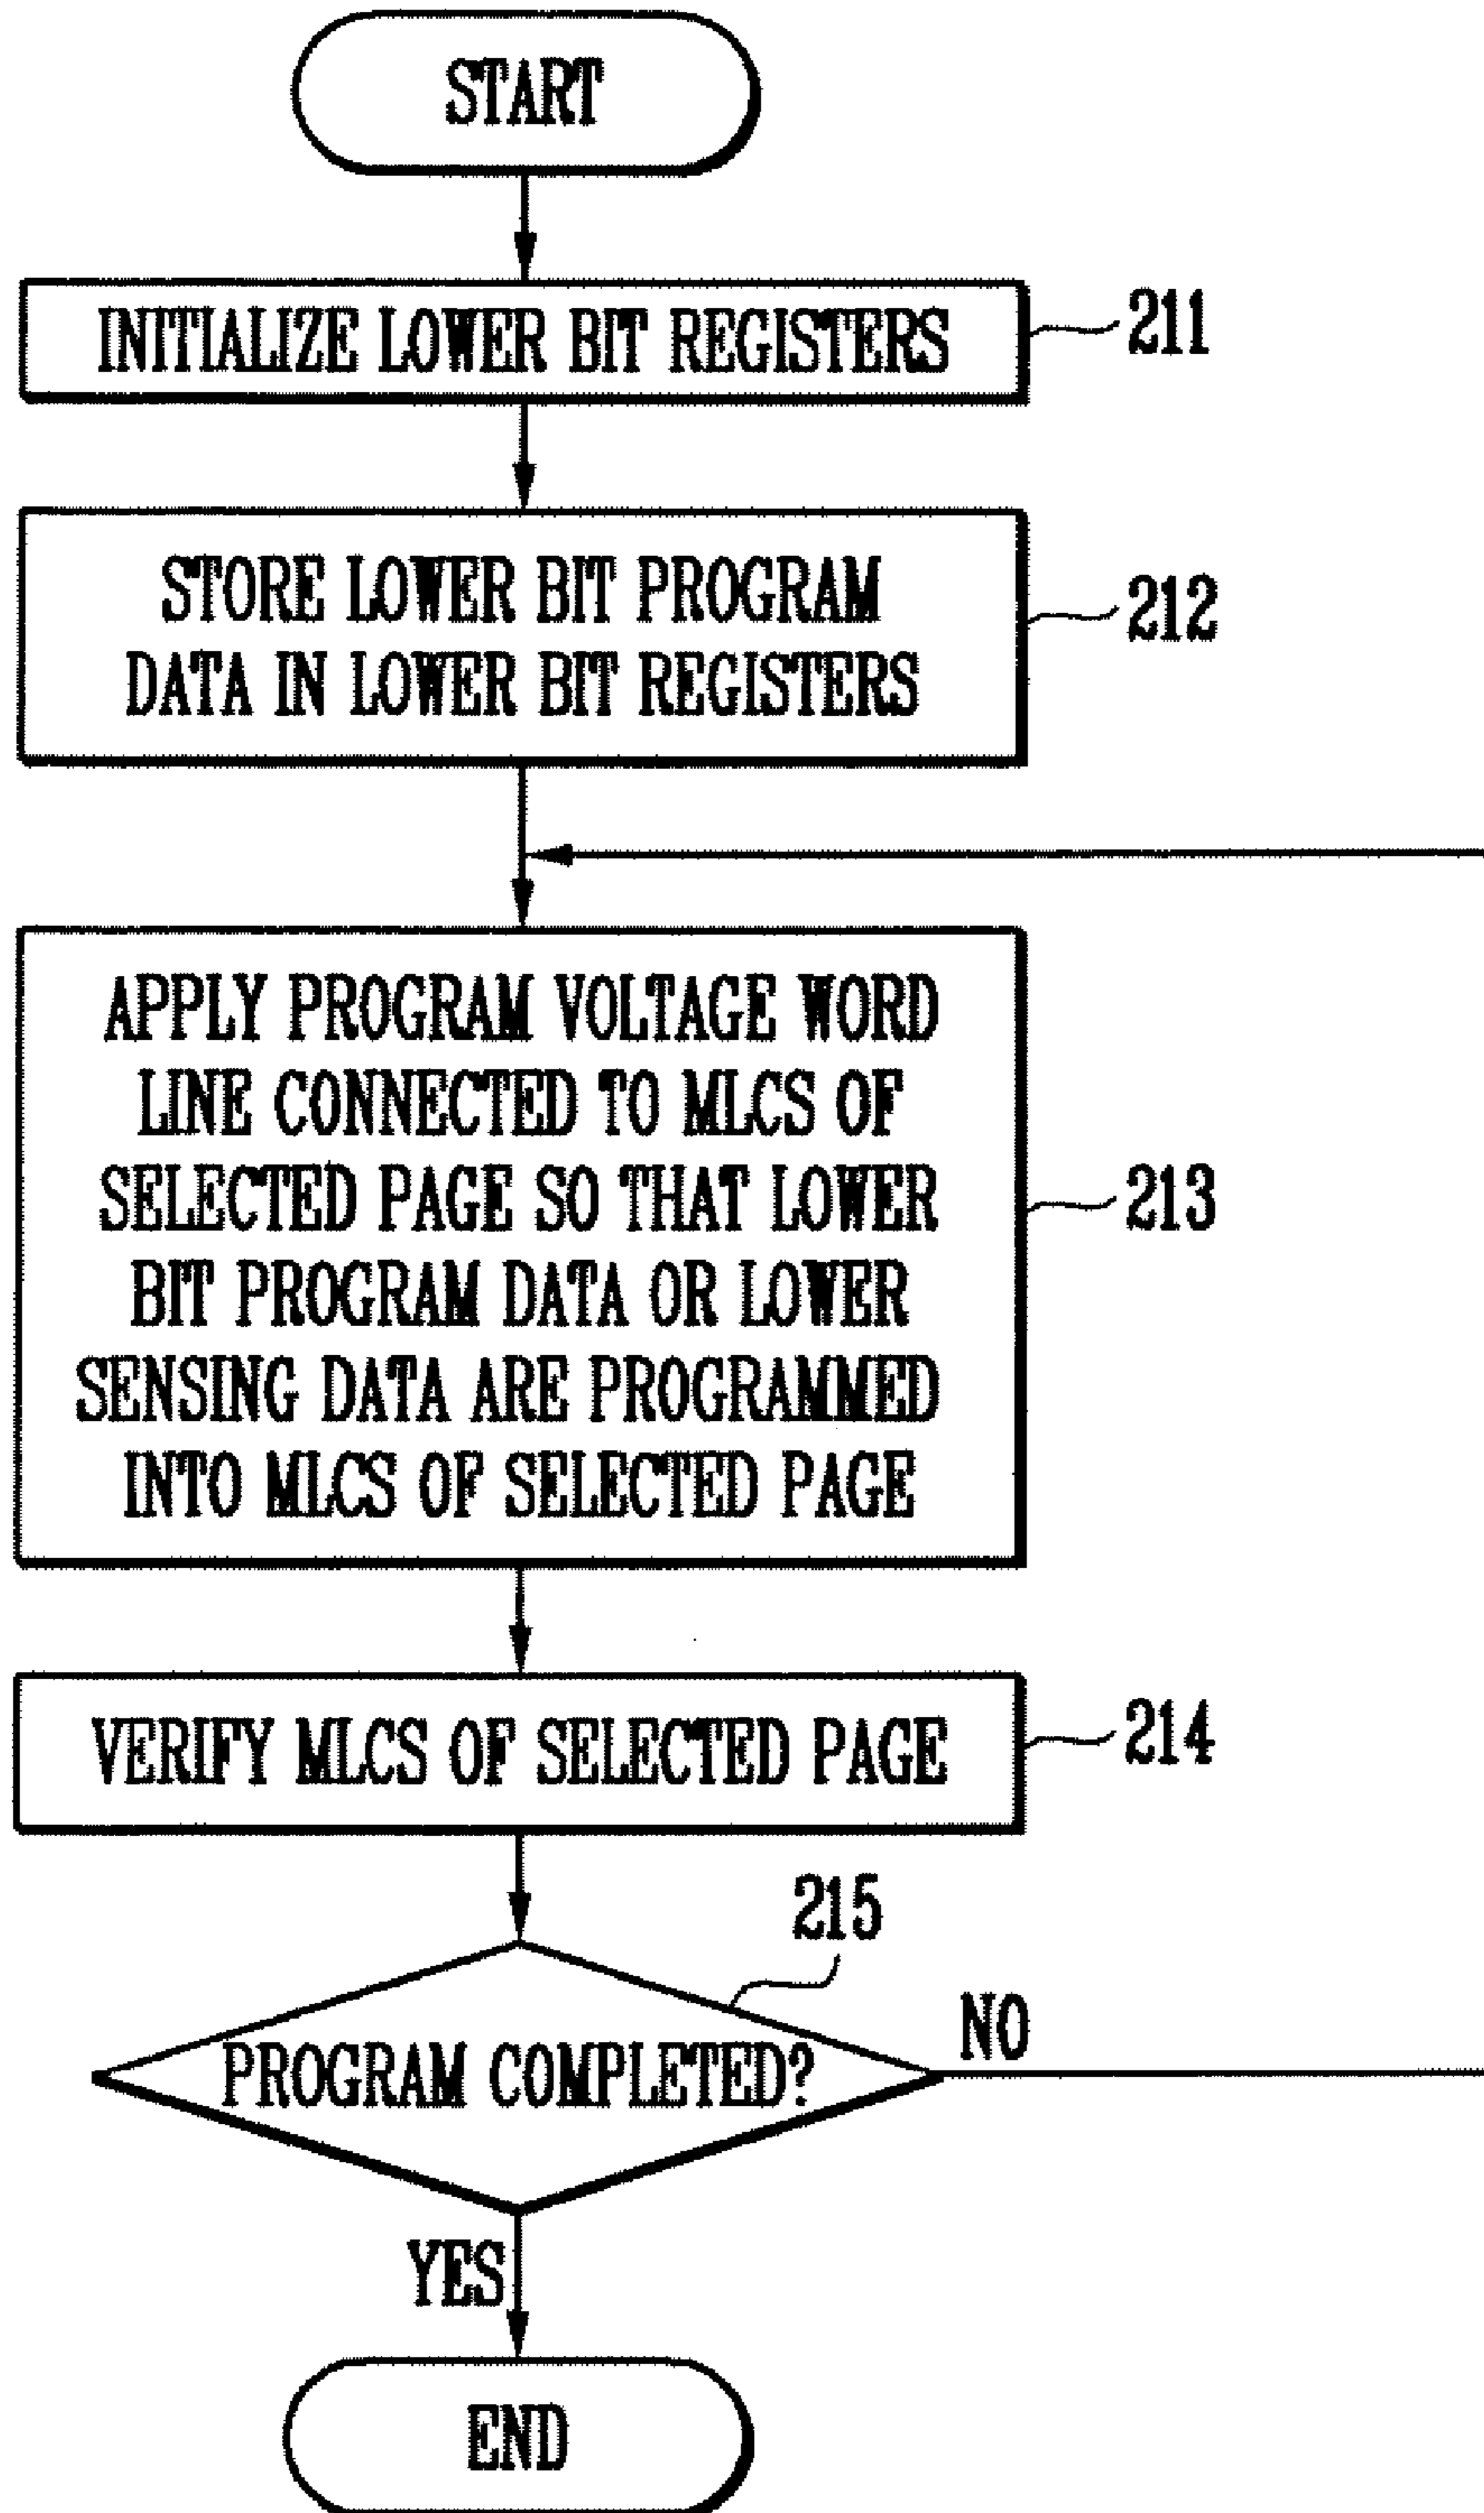 START
INITIALIZE LOWER BIT REGISTERS
211
STORE LOWER BIT PROGRAM
DATA IN LOWER BIT REGISTERS
212
APPLY PROGRAM VOLTAGE WORD
LINE CONNECTED TO MLCS OF
SELECTED PAGE SO THAT LOWER
BIT PROGRAM DATA OR LOWER
SENSING DATA ARE PROGRAMMED
INTO MLCS OF SELECTED PAGE
213
VERIFY MLCS OF SELECTED PAGE
214
215
PROGRAM COMPLETED?
NO
YES
END